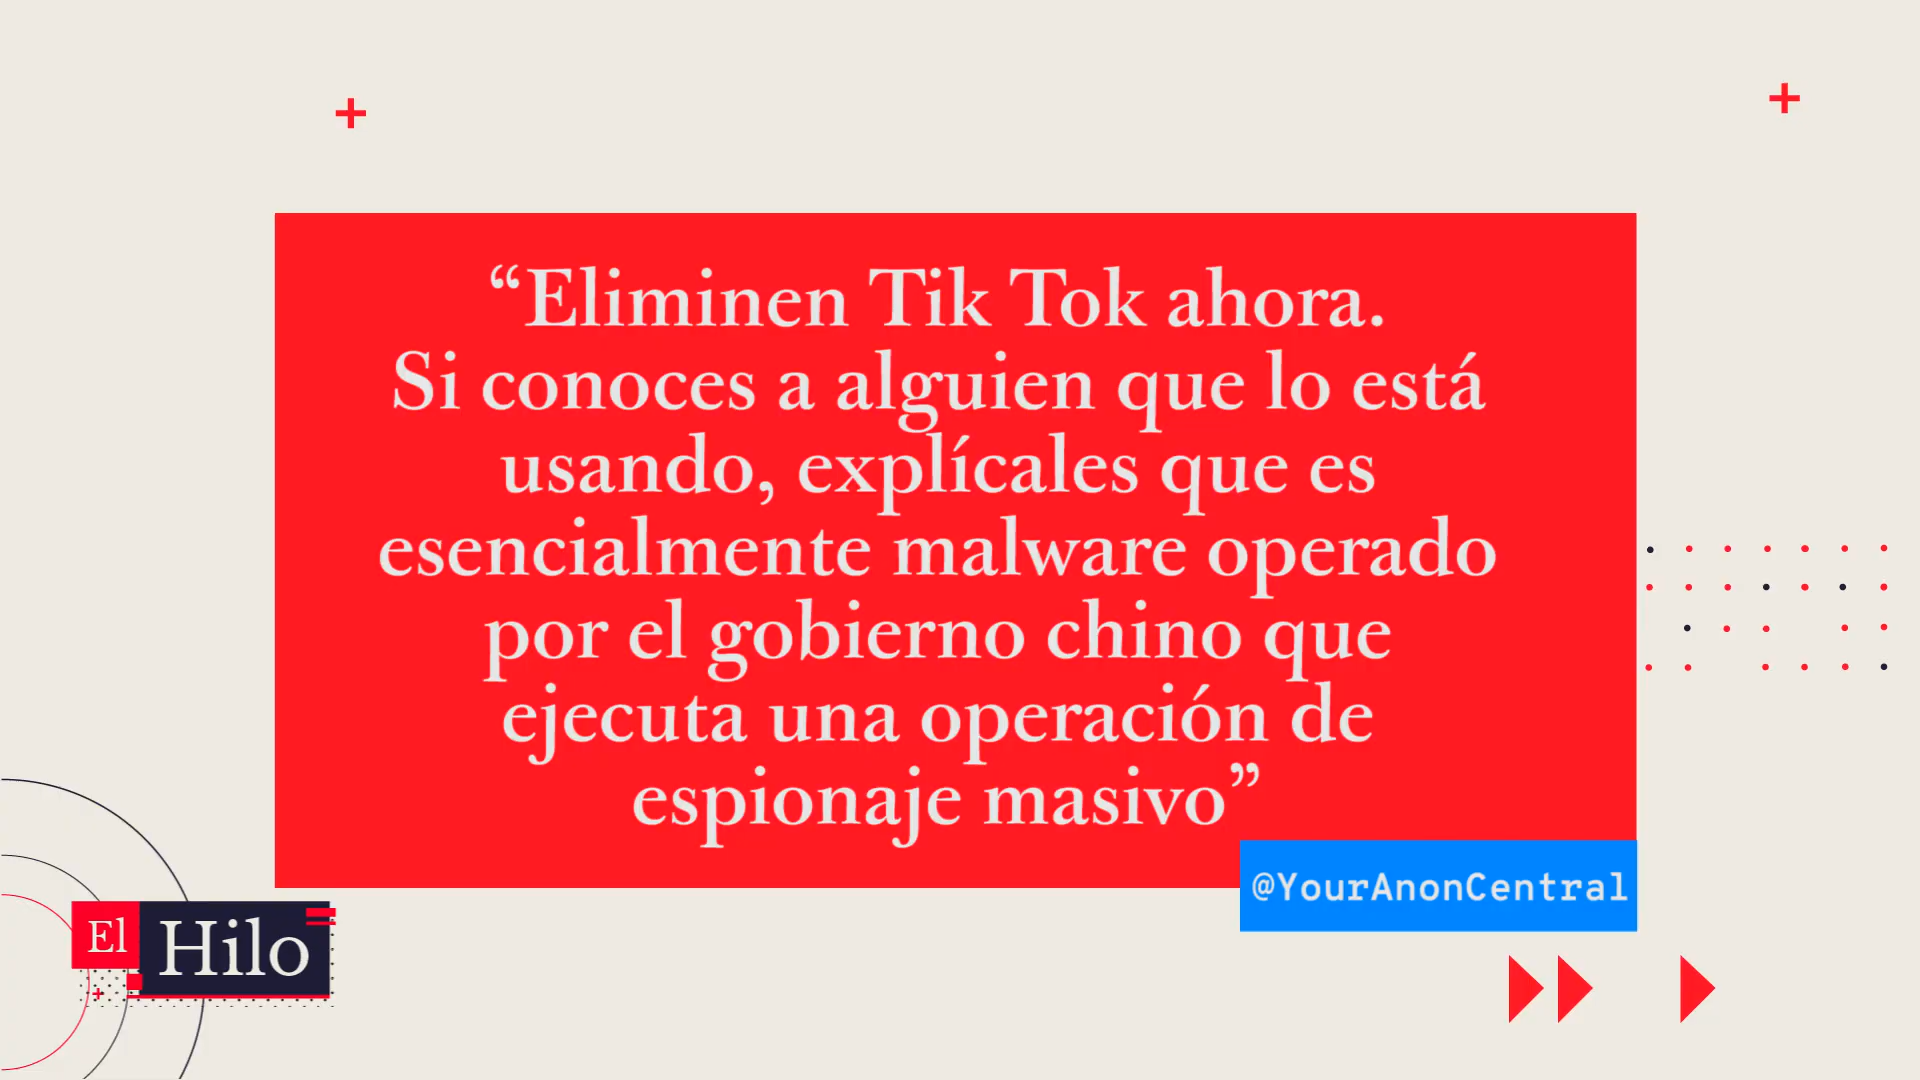 “Eliminen Tik Tok ahora.
Si conoces a alguien que lo está
usando, explícales que es
esencialmente malware operado
por el gobierno chino que
ejecuta una operación de
espionaje masivo”
@YourAnonCentral
El Hilo